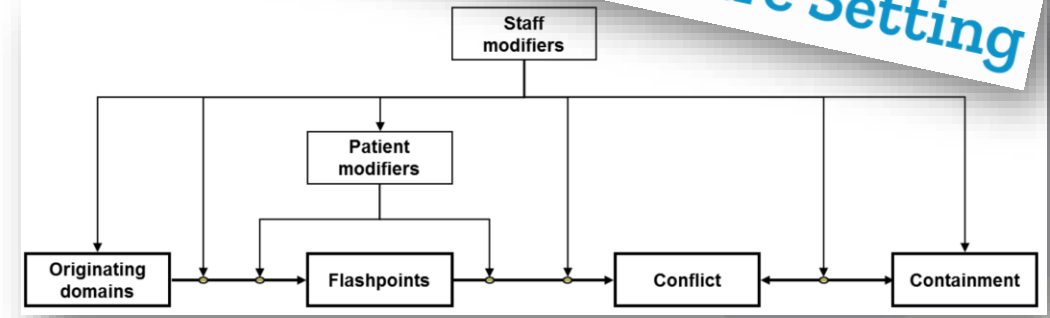 Setting
Staff
modifiers
Patient
modifiers
Originating
domains
Flashpoints
Conflict
Containment